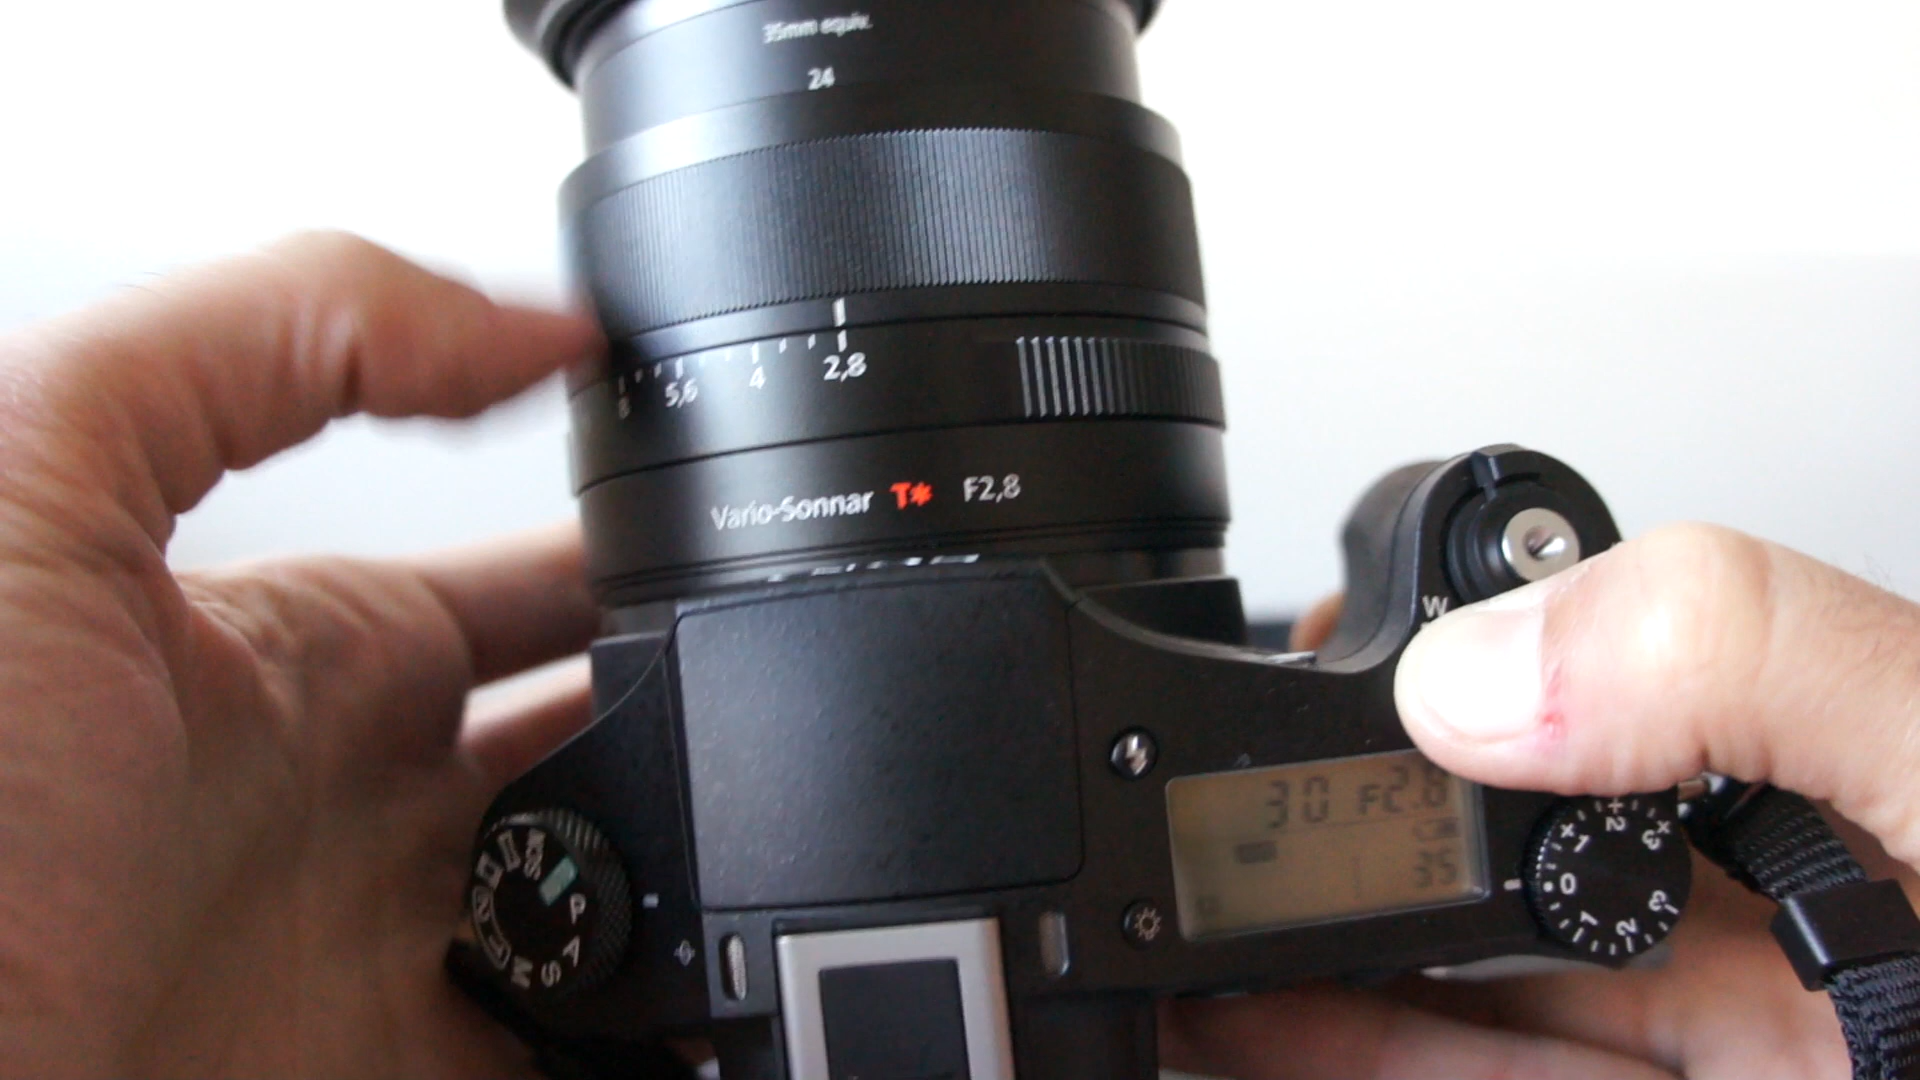 35mm equiv.
24
8 5,6 4 2,8
Vario-Sonnar T* F2,8
W
30 F2.8
35
SCN
P
A
S
M
+
1 2 3
0
1 2 3